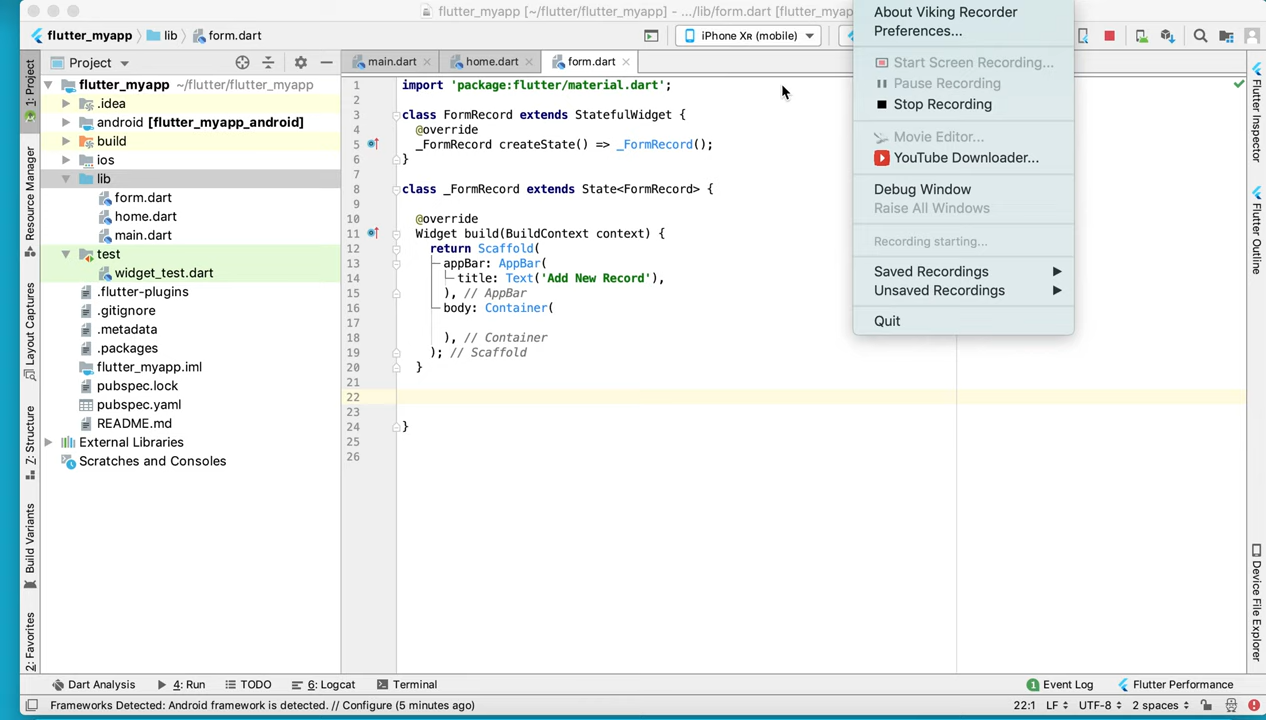 flutter_myapp [~/flutter/flutter_myapp] - .../lib/form.dart [flutter_myapp
flutter_myapp
lib
form.dart
iPhone Xʀ (mobile)
Project
main.dart
home.dart
form.dart
flutter_myapp ~/flutter/flutter_myapp
.idea
android [flutter_myapp_android]
build
ios
lib
form.dart
home.dart
main.dart
test
widget_test.dart
.flutter-plugins
.gitignore
.metadata
.packages
flutter_myapp.iml
pubspec.lock
pubspec.yaml
README.md
External Libraries
Scratches and Consoles
1: Project
Resource Manager
Layout Captures
7: Structure
Build Variants
2: Favorites
1 import 'package:flutter/material.dart';
2
3 class FormRecord extends StatefulWidget {
4 @override
5 _FormRecord createState() => _FormRecord();
6 }
7
8 class _FormRecord extends State<FormRecord> {
9
10 @override
11 Widget build(BuildContext context) {
12 return Scaffold(
13 appBar: AppBar(
14 title: Text('Add New Record'),
15 ), // AppBar
16 body: Container(
17
18 ), // Container
19 ); // Scaffold
20 }
21
22
23
24 }
25
26
About Viking Recorder
Preferences...
Start Screen Recording...
Pause Recording
Stop Recording
Movie Editor...
YouTube Downloader...
Debug Window
Raise All Windows
Recording starting...
Saved Recordings
Unsaved Recordings
Quit
Flutter Inspector
Flutter Outline
Device File Explorer
Dart Analysis
4: Run
TODO
6: Logcat
Terminal
1 Event Log
Flutter Performance
Frameworks Detected: Android framework is detected. // Configure (5 minutes ago)
22:1 LF UTF-8 2 spaces